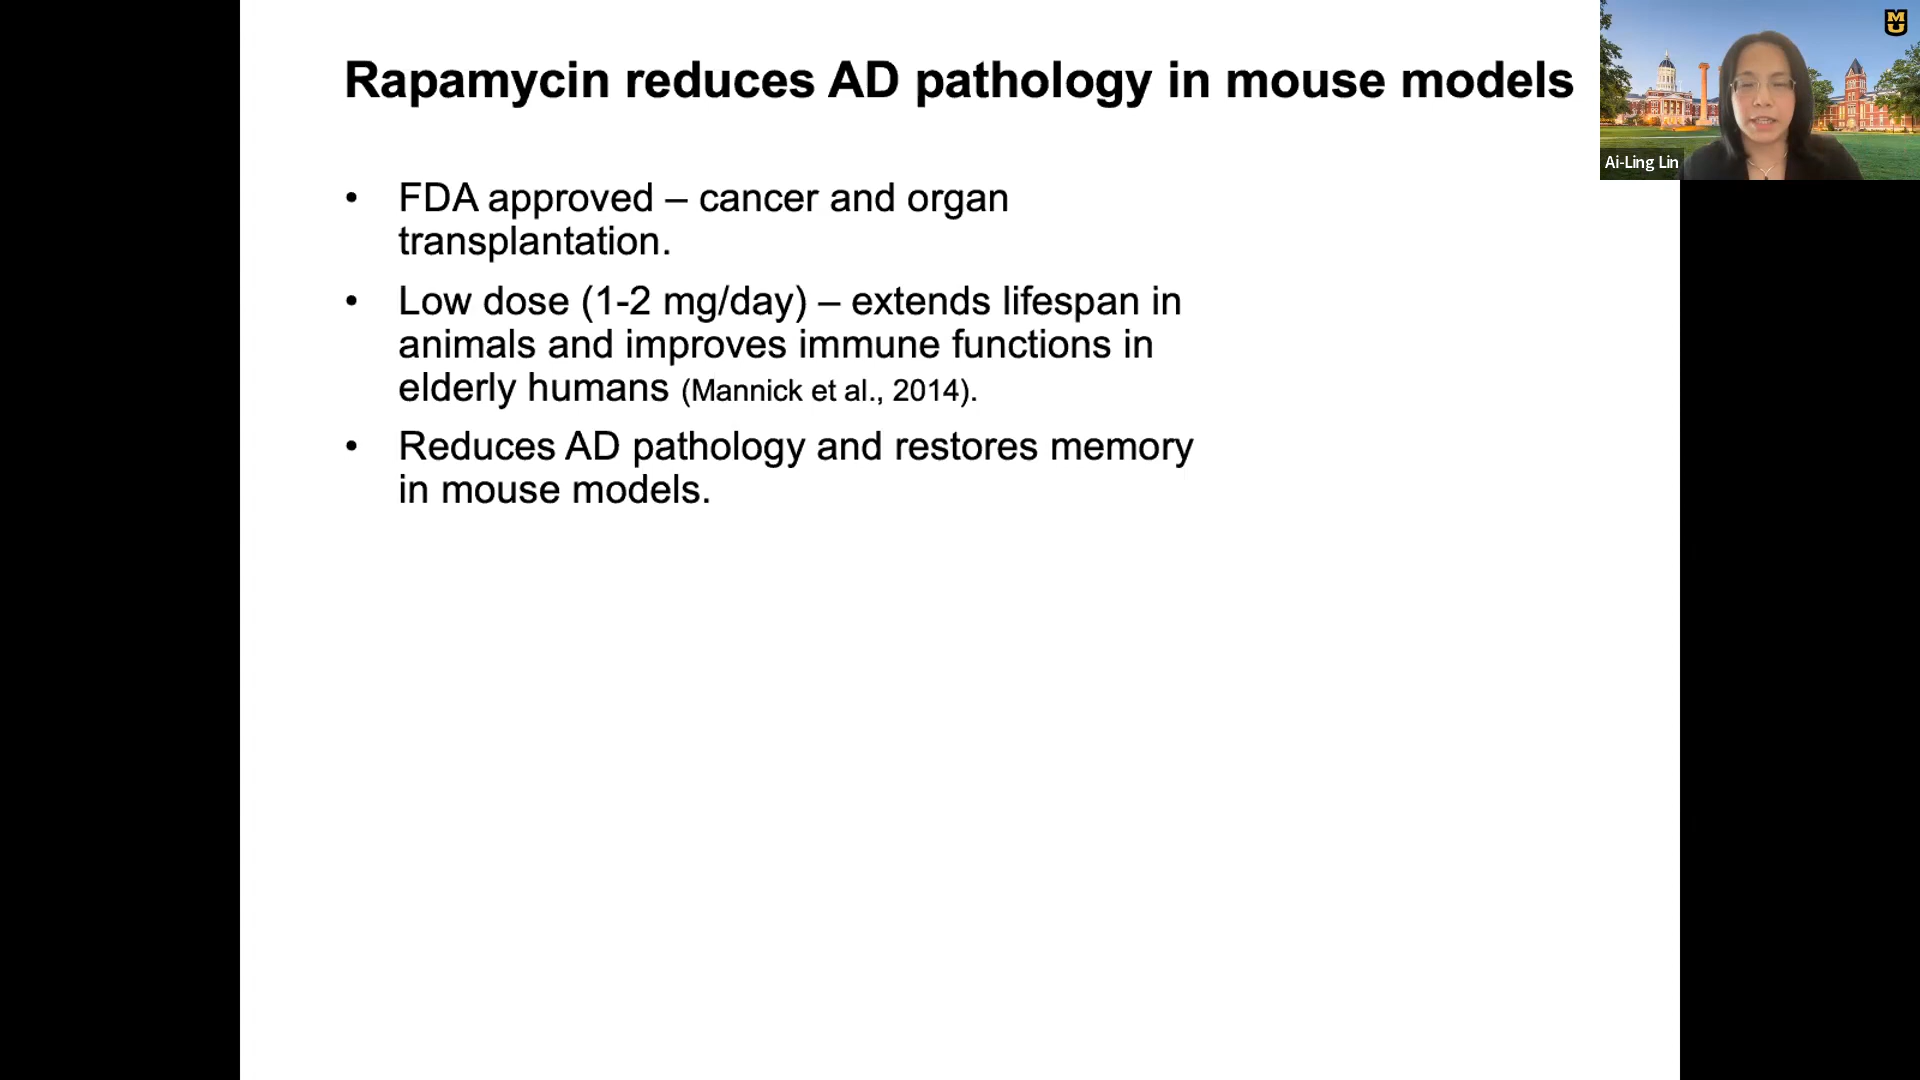 Rapamycin reduces AD pathology in mouse models
MU
Ai-Ling Lin
• FDA approved – cancer and organ
transplantation.
• Low dose (1-2 mg/day) – extends lifespan in
animals and improves immune functions in
elderly humans (Mannick et al., 2014).
• Reduces AD pathology and restores memory
in mouse models.